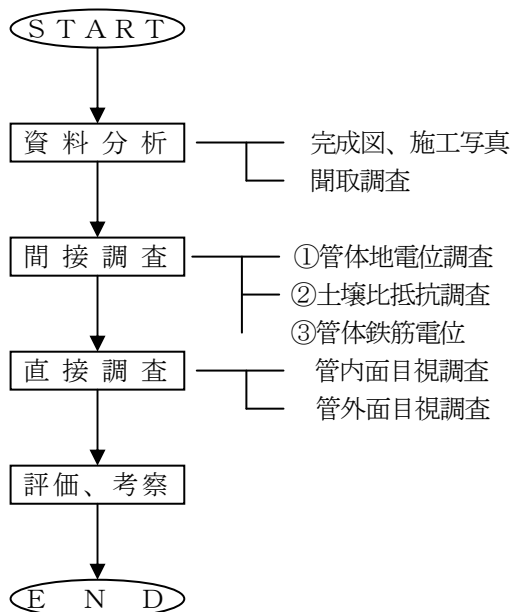 START
資料分析
完成図、施工写真
聞取調査
間接調査
①管体地電位調査
②土壌比抵抗調査
③管体鉄筋電位
直接調査
管内面目視調査
管外面目視調査
評価、考察
END